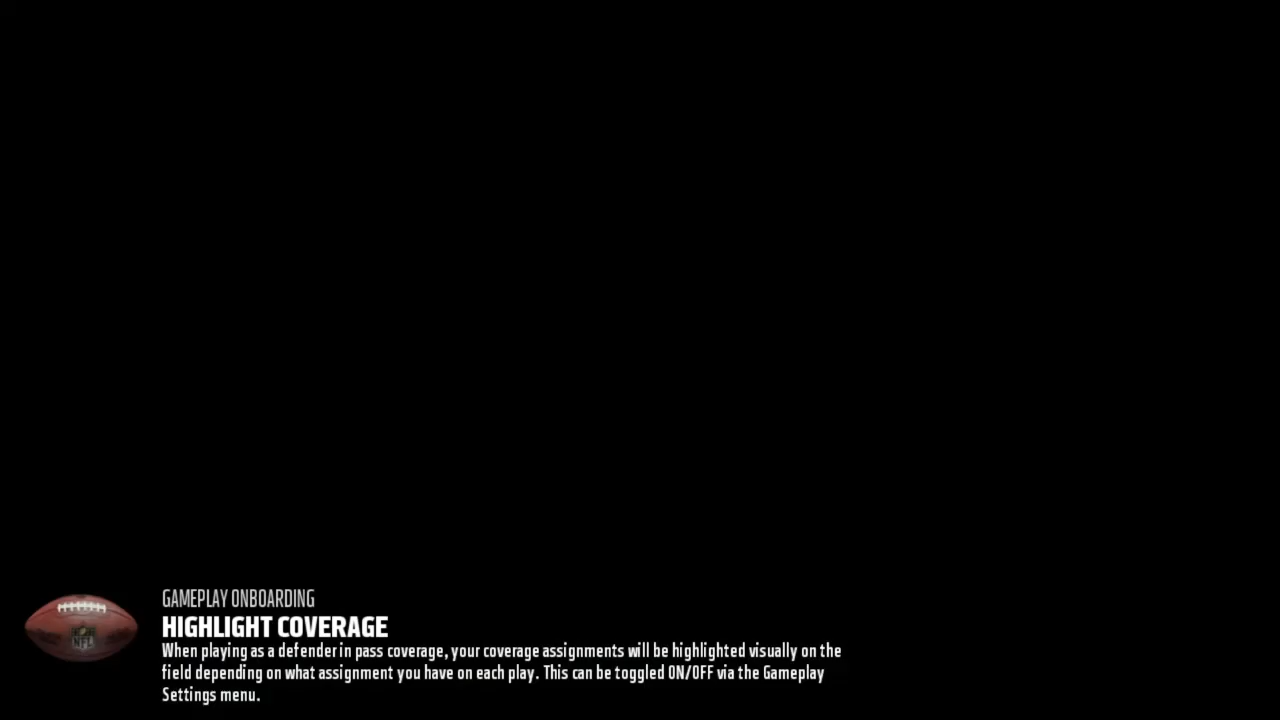 GAMEPLAY ONBOARDING
HIGHLIGHT COVERAGE
When playing as a defender in pass coverage, your coverage assignments will be highlighted visually on the
field depending on what assignment you have on each play. This can be toggled ON/OFF via the Gameplay
Settings menu.
NFL